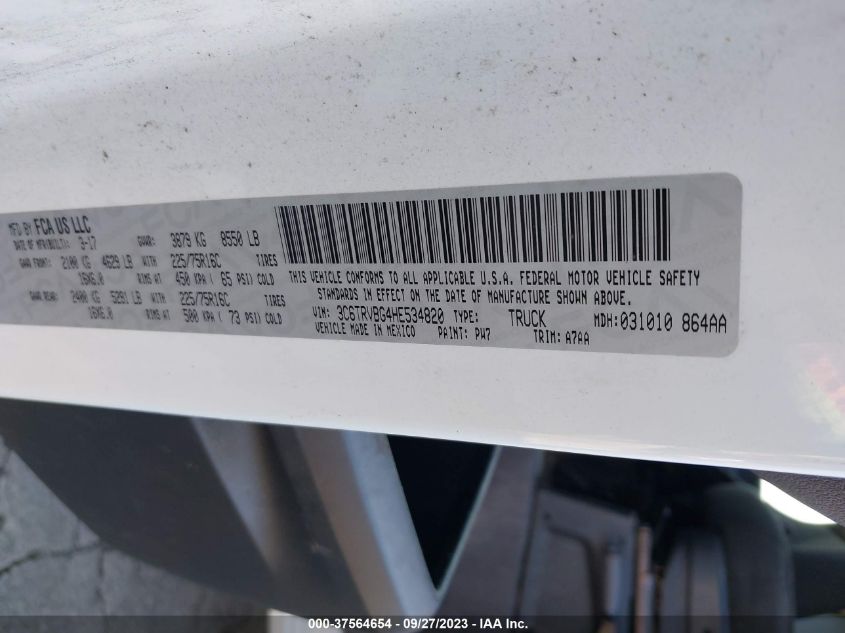 MFD BY FCA US LLC
DATE OF MFR(BUILT): 3-17 GVWR: 3879 KG 8550 LB
GAWR FRONT: 2100 KG 4629 LB WITH 225/75R16C TIRES
16X6.0 RIMS AT 450 KPA ( 65 PSI) COLD
GAWR REAR: 2400 KG 5291 LB WITH 225/75R16C TIRES
16X6.0 RIMS AT 500 KPA ( 73 PSI) COLD
THIS VEHICLE CONFORMS TO ALL APPLICABLE U.S.A. FEDERAL MOTOR VEHICLE SAFETY
STANDARDS IN EFFECT ON THE DATE OF MANUFACTURE SHOWN ABOVE.
VIN: 3C6TRVBG4HE534820 TYPE: TRUCK MDH:031010 864AA
VEHICLE MADE IN MEXICO PAINT: PW7 TRIM: A7AA
000-37564654 - 09/27/2023 - IAA Inc.